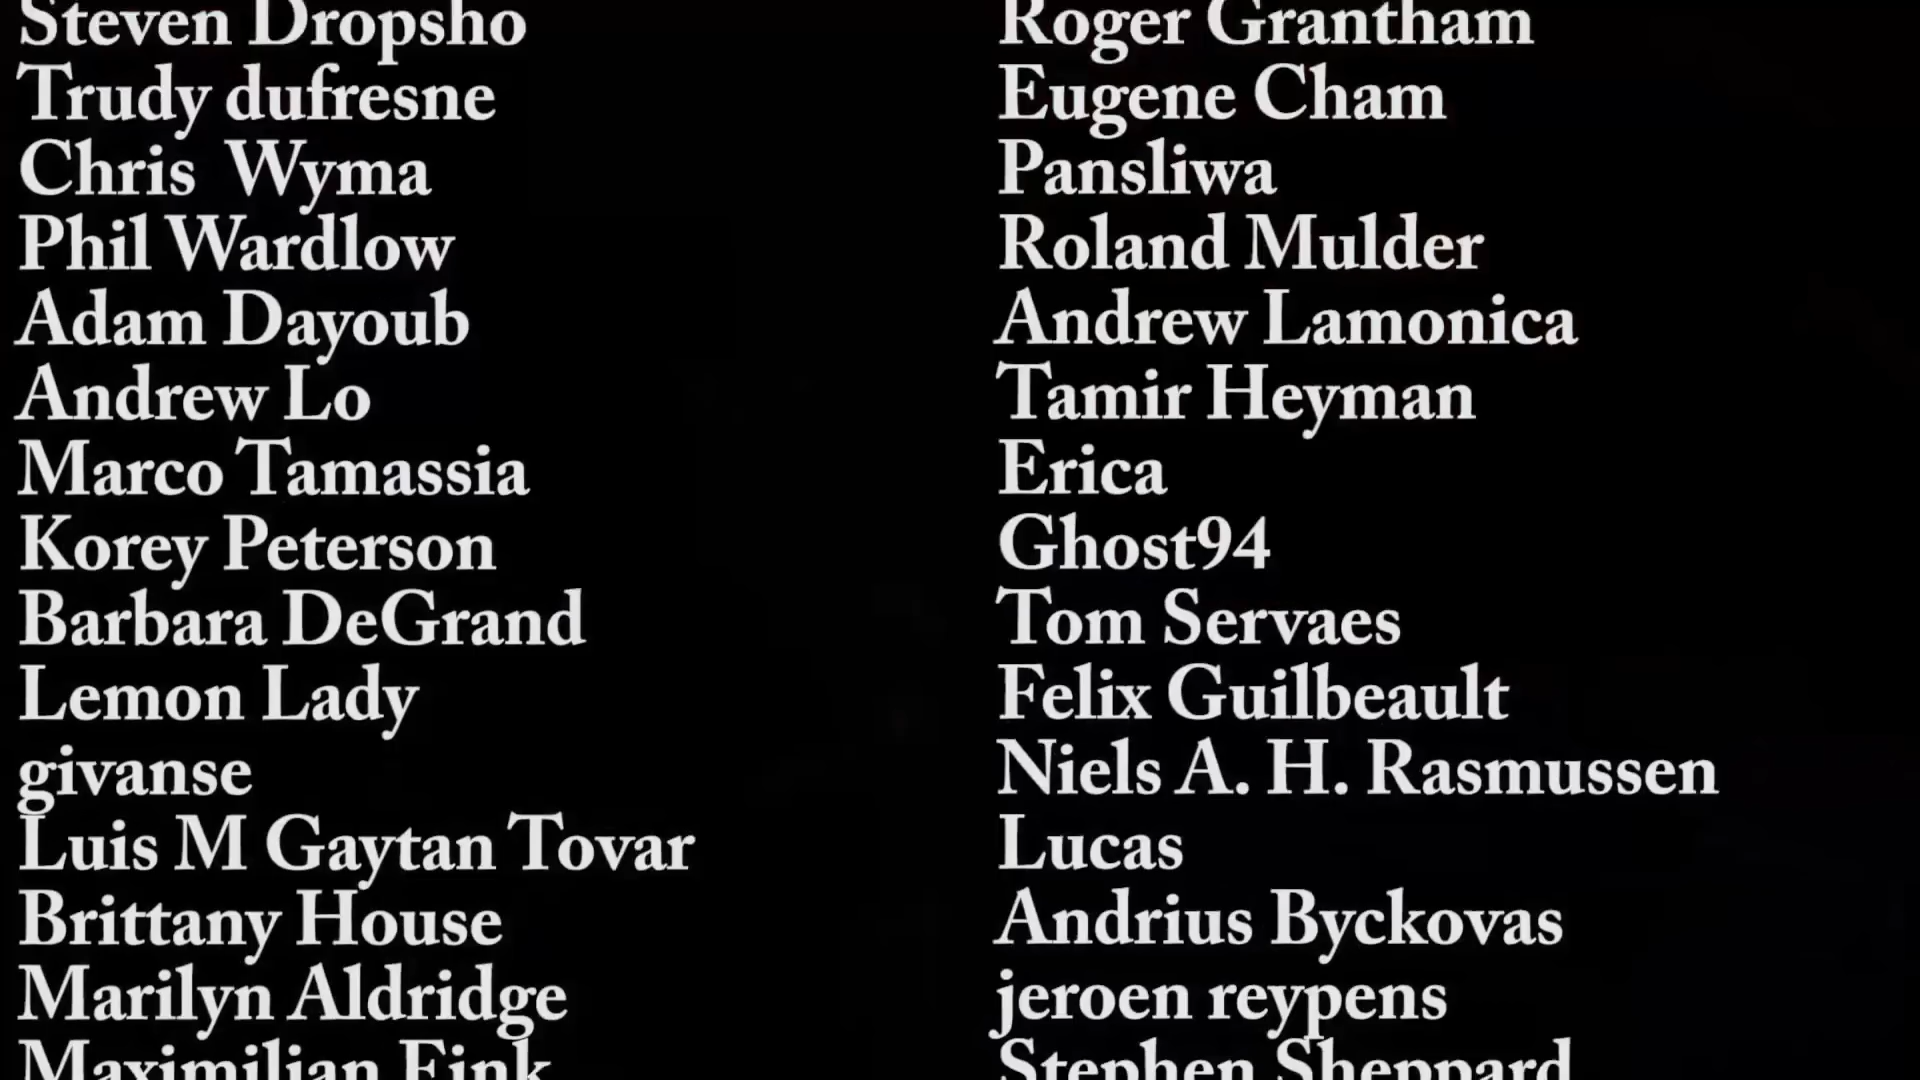 Steven Dropsho
Trudy dufresne
Chris  Wyma
Phil Wardlow
Adam Dayoub
Andrew Lo
Marco Tamassia
Korey Peterson
Barbara DeGrand
Lemon Lady
givanse
Luis M Gaytan Tovar
Brittany House
Marilyn Aldridge
Maximilian Fink
Roger Grantham
Eugene Cham
Pansliwa
Roland Mulder
Andrew Lamonica
Tamir Heyman
Erica
Ghost94
Tom Servaes
Felix Guilbeault
Niels A. H. Rasmussen
Lucas
Andrius Byckovas
jeroen reypens
Stephen Sheppard